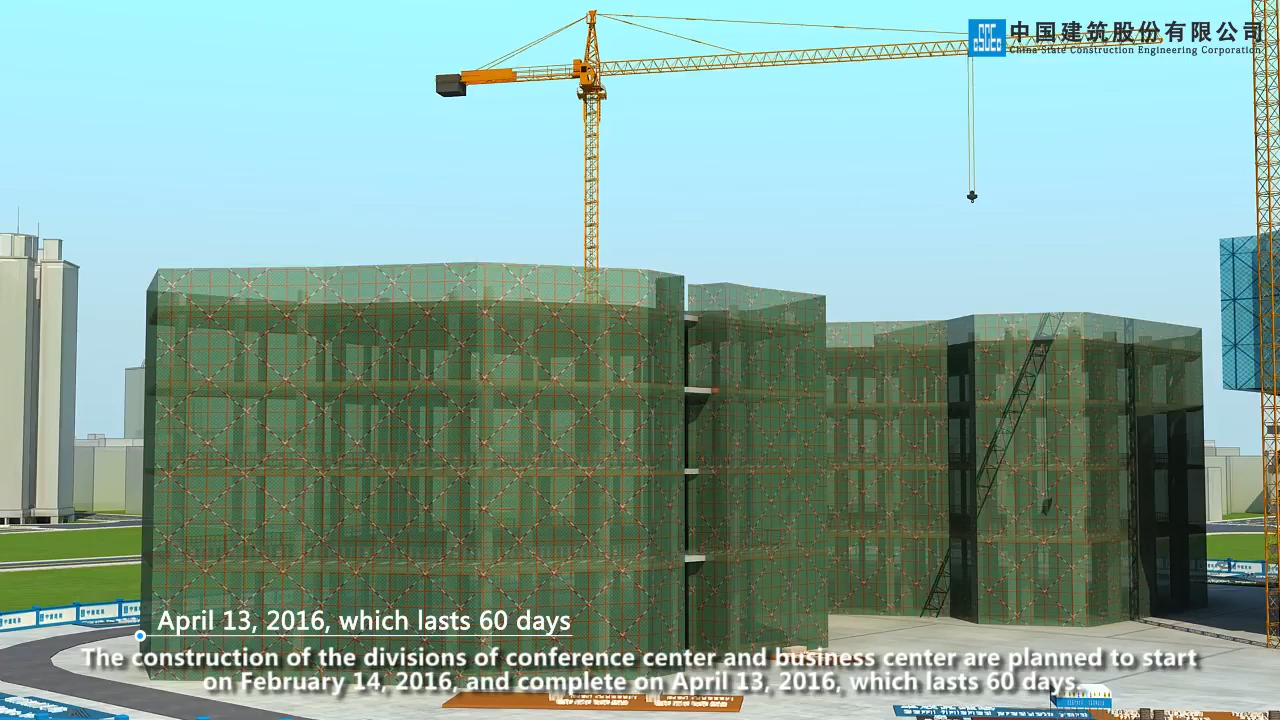 中国建筑股份有限公司
China State Construction Engineering Corporation
April 13, 2016, which lasts 60 days
The construction of the divisions of conference center and business center are planned to start
on February 14, 2016, and complete on April 13, 2016, which lasts 60 days.